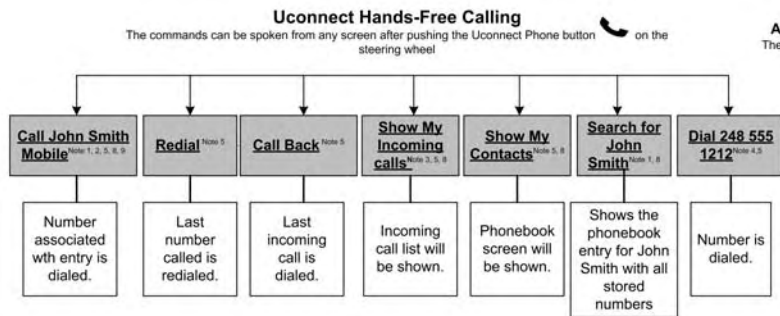 Uconnect Hands-Free Calling
The commands can be spoken from any screen after pushing the Uconnect Phone button on the
steering wheel
A
The
Call John Smith
Mobile Note 1, 2, 5, 8, 9
Redial Note 5
Call Back Note 5
Show My
Incoming
calls Note 3, 5, 8
Show My
Contacts Note 5, 8
Search for
John
Smith Note 1, 8
Dial 248 555
1212 Note 4,5
Number
associated
wth entry is
dialed.
Last
number
called is
redialed.
Last
incoming
call is
dialed.
Incoming
call list will
be shown.
Phonebook
screen will
be shown.
Shows the
phonebook
entry for John
Smith with all
stored
numbers
Number is
dialed.